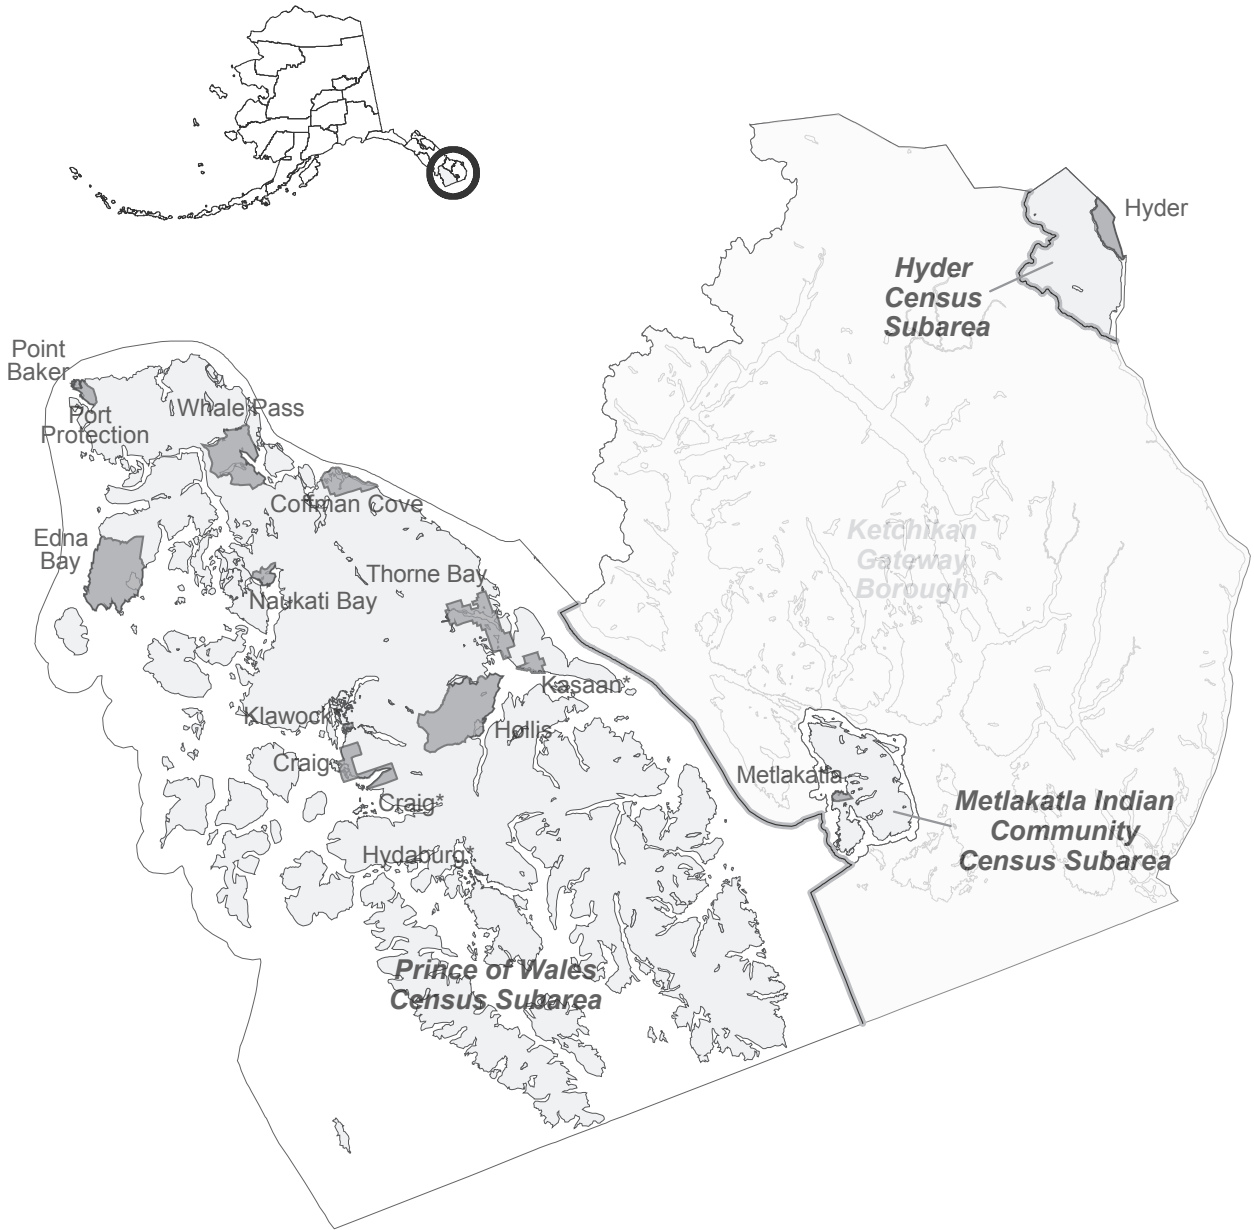 Hyder
Hyder
Census
Subarea
Point
Baker
Port
Protection
Whale Pass
Coffman Cove
Edna
Bay
Naukati Bay
Thorne Bay
Ketchikan
Gateway
Borough
Kasaan*
Klawock
Hollis
Craig
Craig*
Metlakatla
Metlakatla Indian
Community
Census Subarea
Hydaburg*
Prince of Wales
Census Subarea